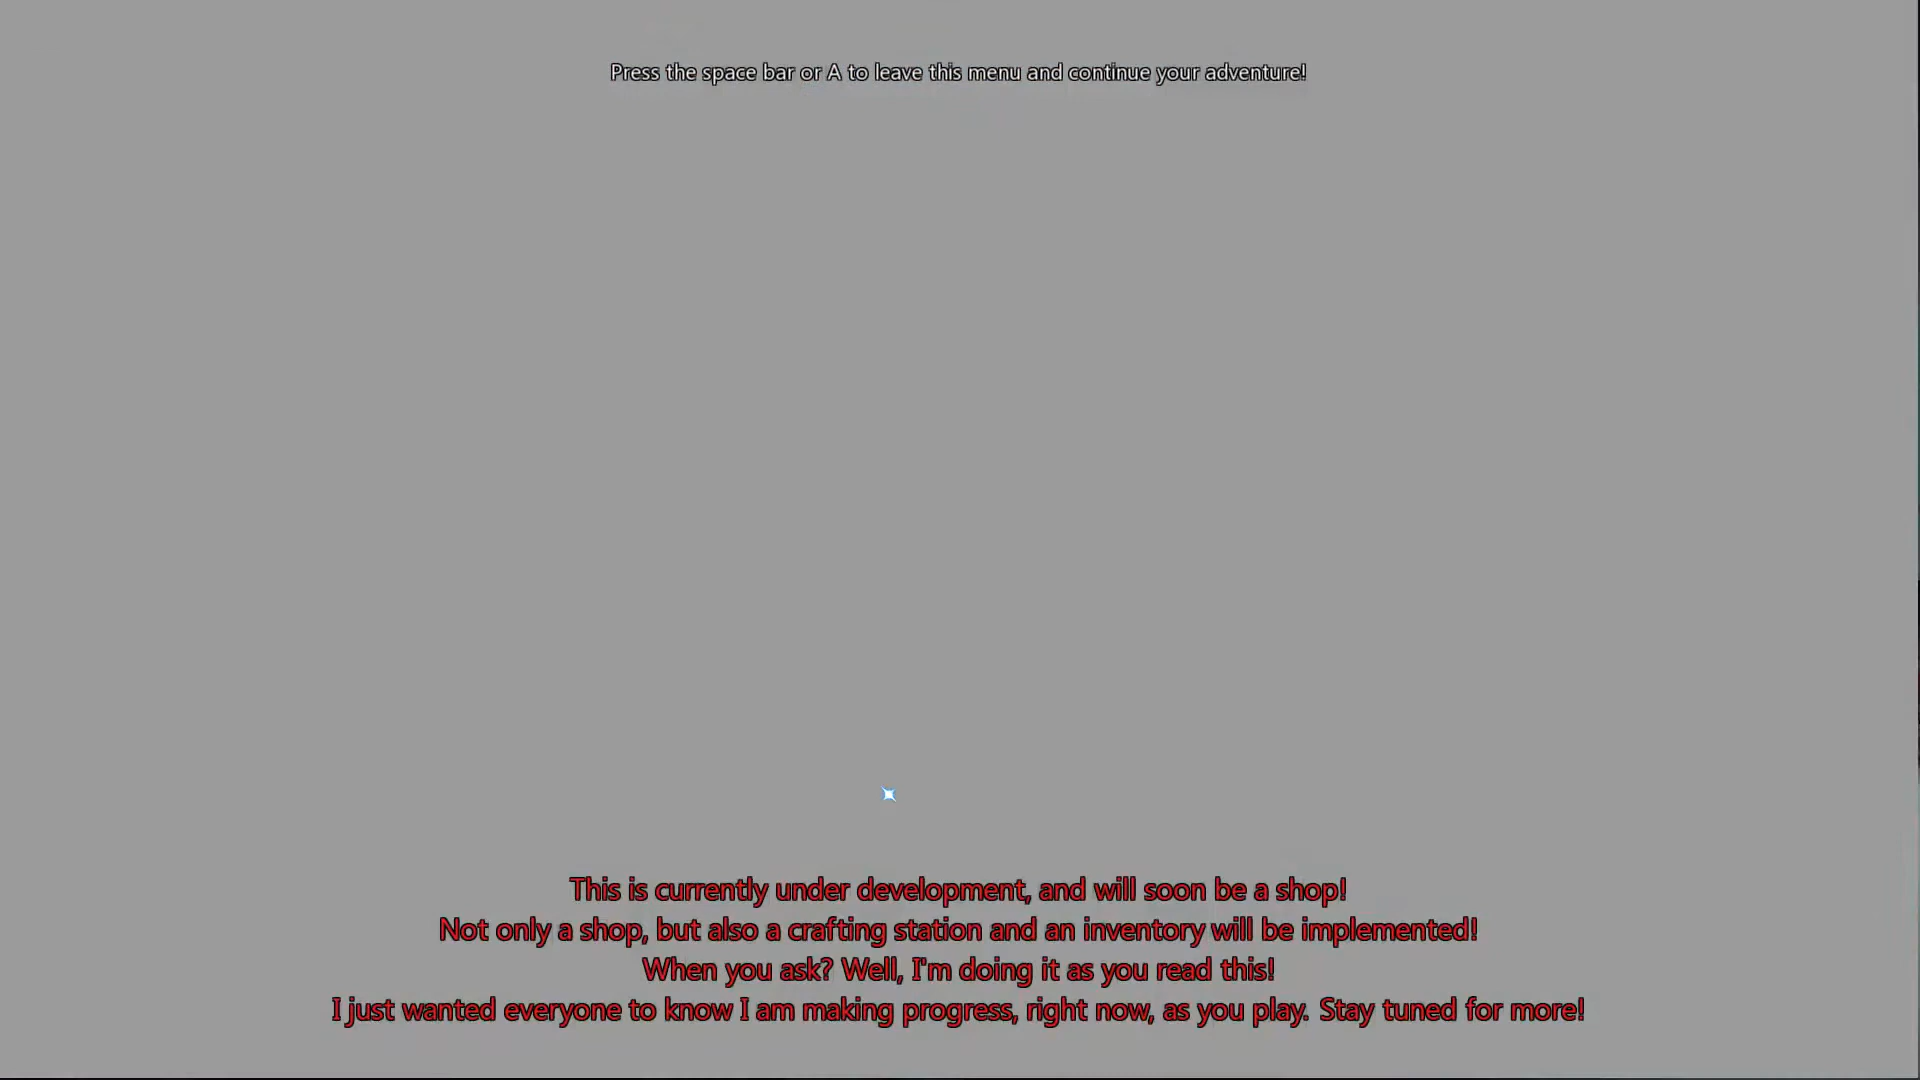 Press the space bar or A to leave this menu and continue your adventure!
This is currently under development, and will soon be a shop!
Not only a shop, but also a crafting station and an inventory will be implemented!
When you ask? Well, I'm doing it as you read this!
I just wanted everyone to know I am making progress, right now, as you play. Stay tuned for more!